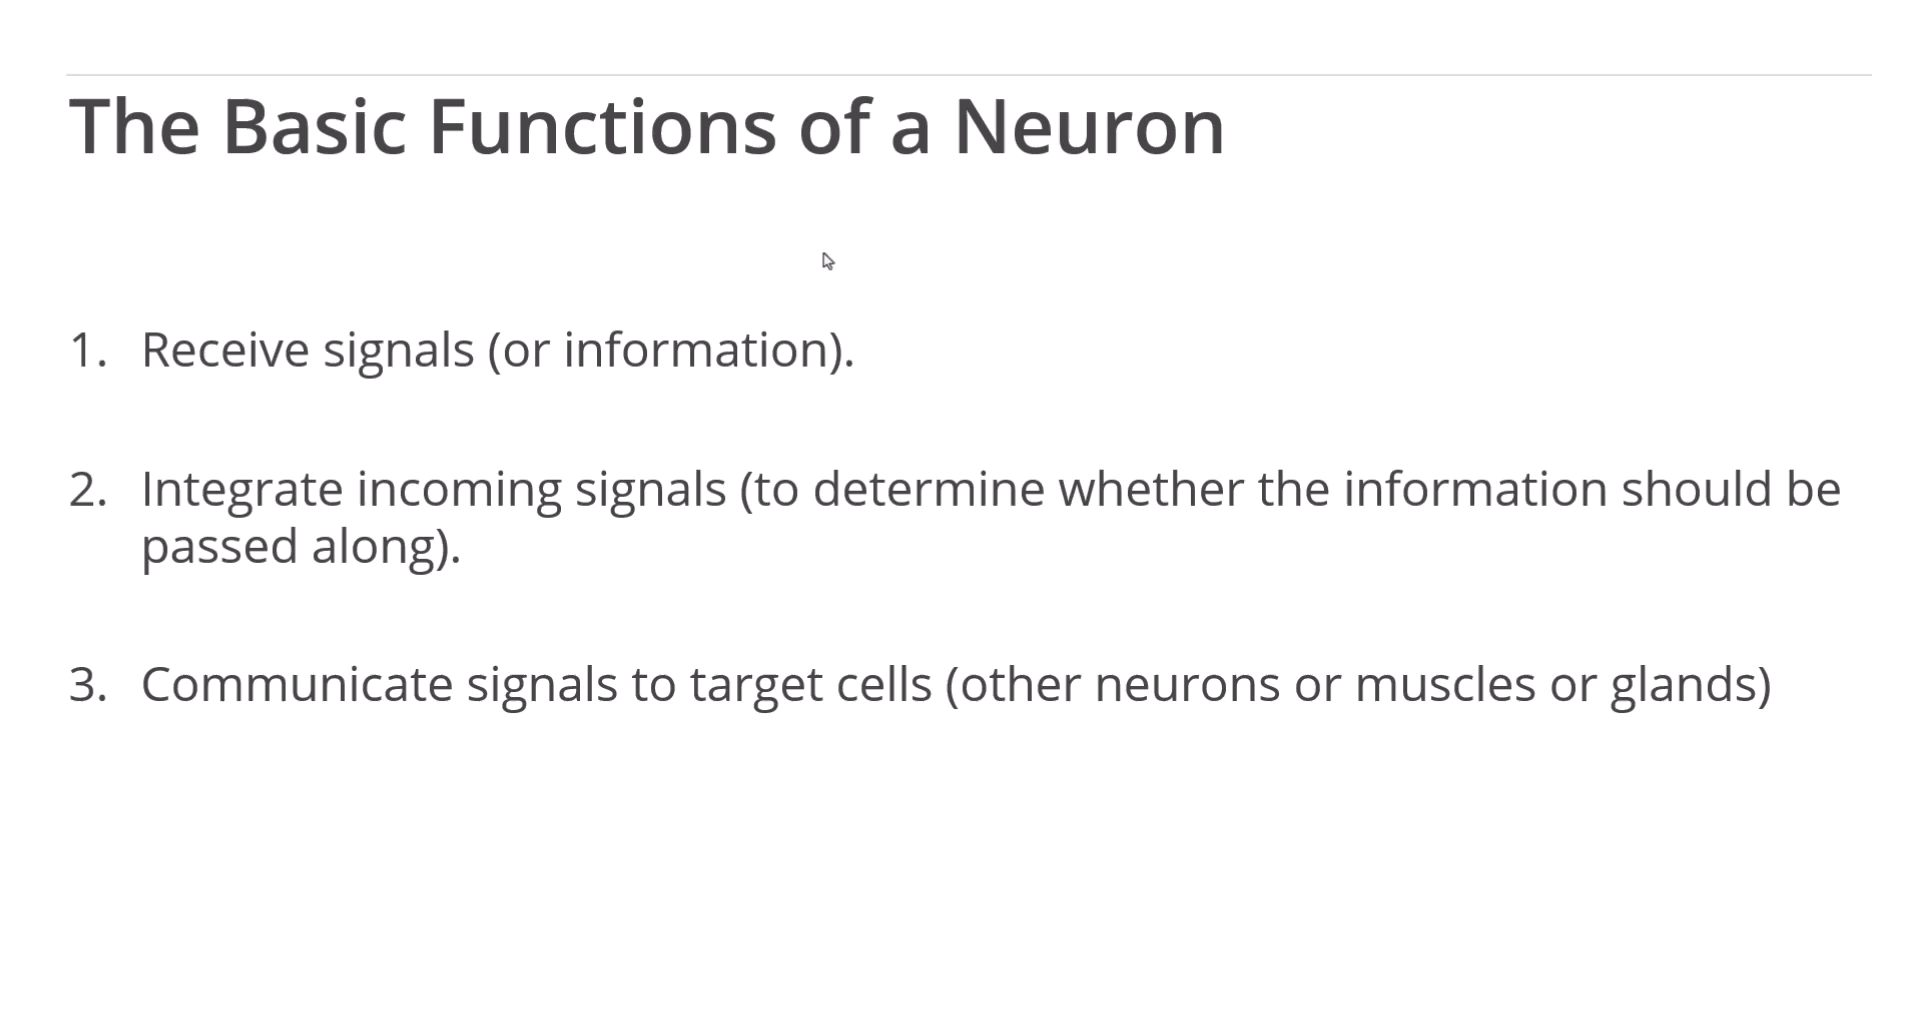 The Basic Functions of a Neuron
1. Receive signals (or information).
2. Integrate incoming signals (to determine whether the information should be
passed along).
3. Communicate signals to target cells (other neurons or muscles or glands)